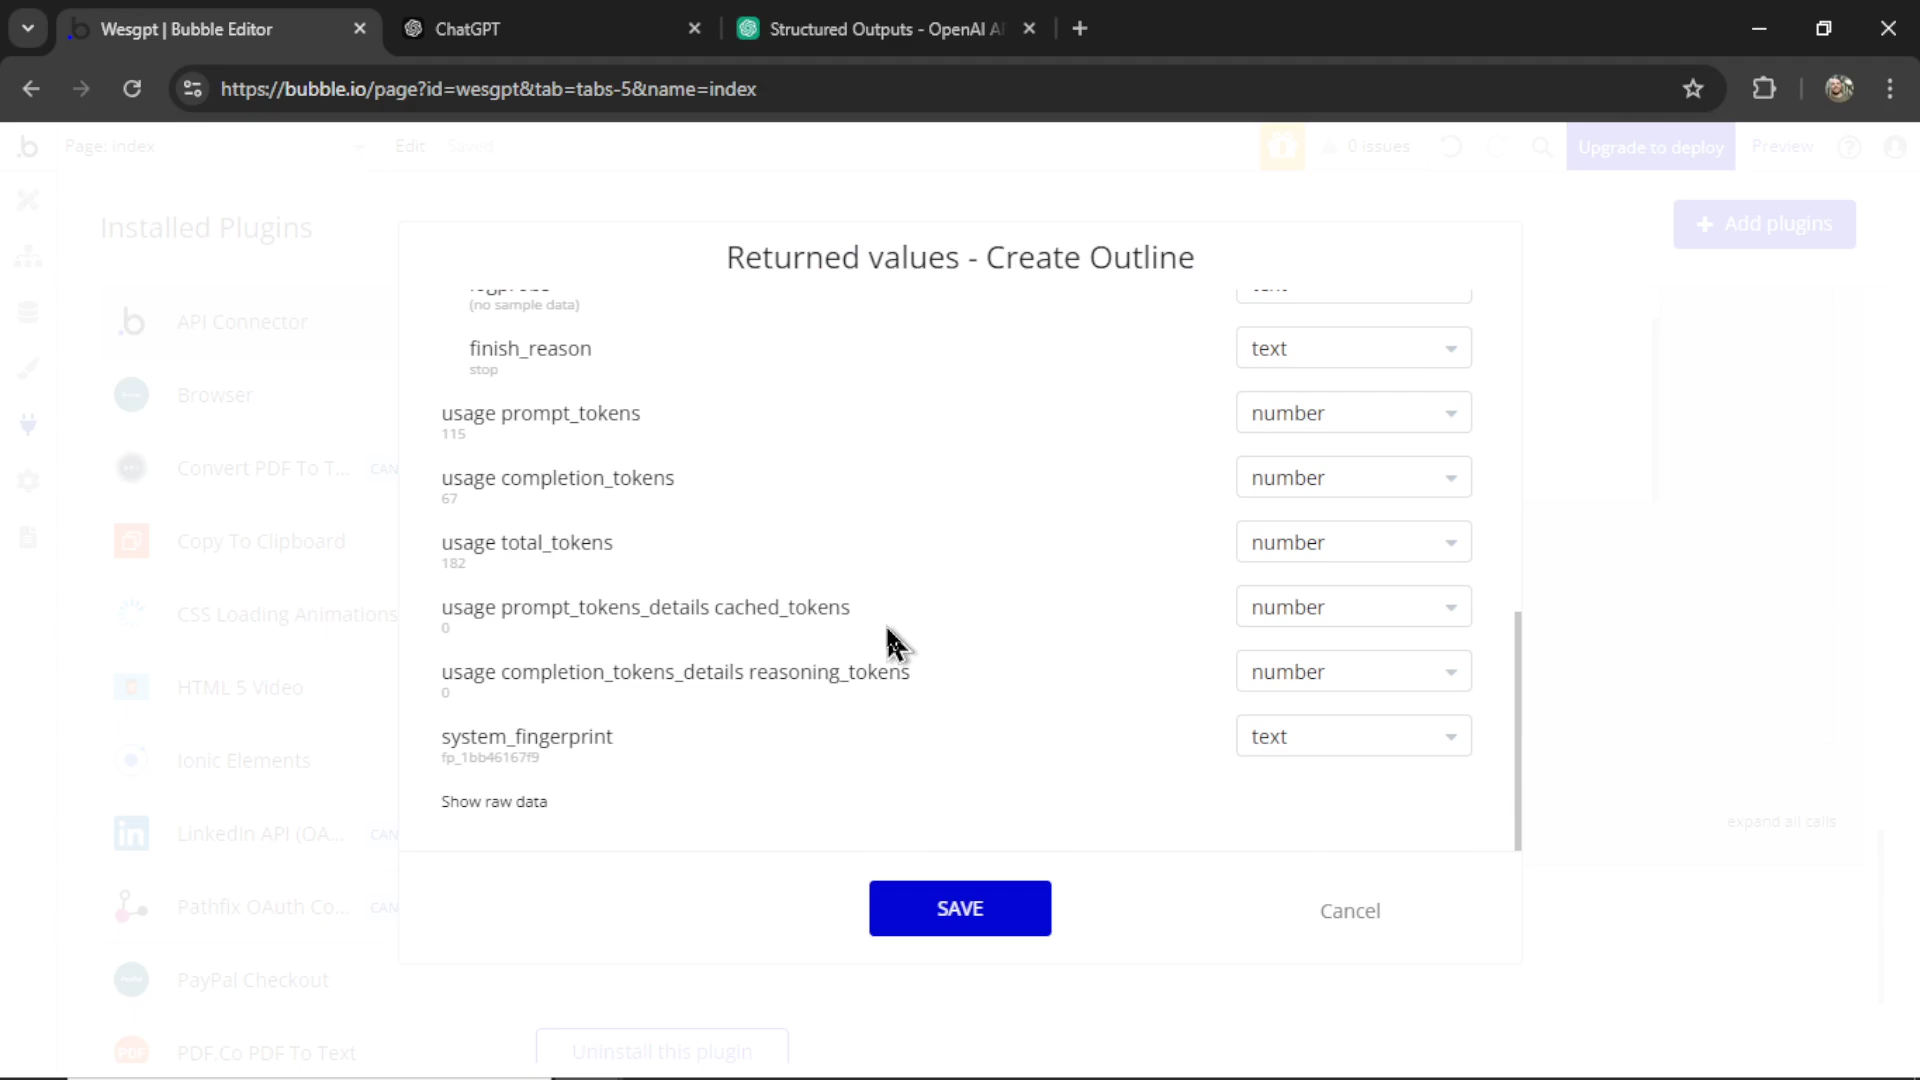 Wesgpt | Bubble Editor
ChatGPT
Structured Outputs - OpenAI A
https://bubble.io/page?id=wesgpt&tab=tabs-5&name=index
Page: index
Edit
Saved
0 issues
Upgrade to deploy
Preview
Installed Plugins
Add plugins
Returned values - Create Outline
(no sample data)
API Connector
finish_reason
text
stop
Browser
usage prompt_tokens
number
115
Convert PDF To T...
CAN
usage completion_tokens
number
67
Copy To Clipboard
usage total_tokens
number
182
CSS Loading Animations
usage prompt_tokens_details cached_tokens
number
0
HTML 5 Video
usage completion_tokens_details reasoning_tokens
number
0
Ionic Elements
system_fingerprint
text
fp_1bb46167f9
Show raw data
LinkedIn API (OA...
CAN
expand all calls
SAVE
Cancel
Pathfix OAuth Co...
CAN
PayPal Checkout
PDF
PDF.Co PDF To Text
Uninstall this plugin